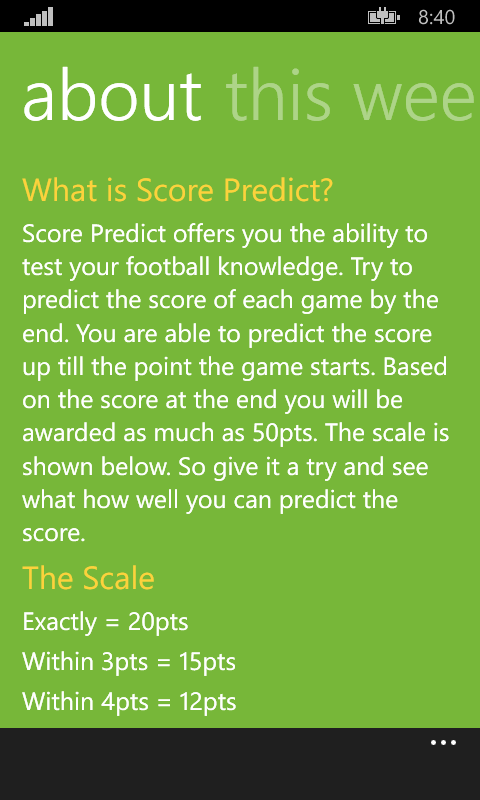 8:40
about this wee
What is Score Predict?
Score Predict offers you the ability to
test your football knowledge. Try to
predict the score of each game by the
end. You are able to predict the score
up till the point the game starts. Based
on the score at the end you will be
awarded as much as 50pts. The scale is
shown below. So give it a try and see
what how well you can predict the
score.
The Scale
Exactly = 20pts
Within 3pts = 15pts
Within 4pts = 12pts